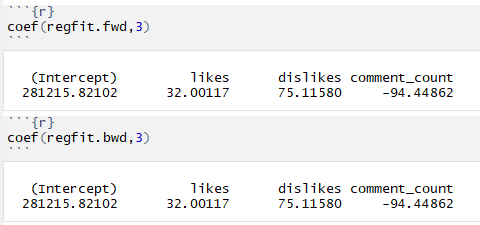 ```{r}
coef(regfit.fwd,3)
```
(Intercept) likes dislikes comment_count
281215.82102 32.00117 75.11580 -94.44862
```{r}
coef(regfit.bwd,3)
```
(Intercept) likes dislikes comment_count
281215.82102 32.00117 75.11580 -94.44862